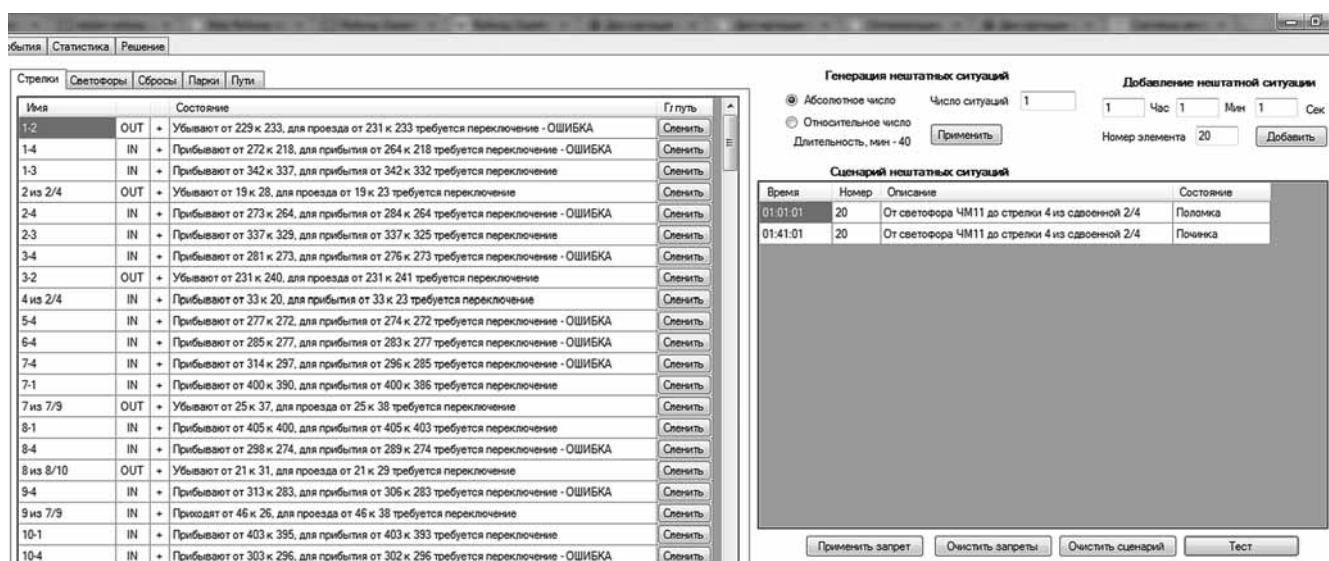 бытия Статистика Решение
Стрелки Светофоры Сбросы Парки Пути
Имя Состояние Гл путь
1-2 OUT + Убывают от 229 к 233, для проезда от 231 к 233 требуется переключение - ОШИБКА Сменить
1-4 IN + Прибывают от 272 к 218, для прибытия от 264 к 218 требуется переключение - ОШИБКА Сменить
1-3 IN + Прибывают от 342 к 337, для прибытия от 342 к 332 требуется переключение Сменить
2 из 2/4 OUT + Убывают от 19 к 28, для проезда от 19 к 23 требуется переключение Сменить
2-4 IN + Прибывают от 273 к 264, для прибытия от 284 к 264 требуется переключение - ОШИБКА Сменить
2-3 IN + Прибывают от 337 к 329, для прибытия от 337 к 325 требуется переключение Сменить
3-4 IN + Прибывают от 281 к 273, для прибытия от 276 к 273 требуется переключение - ОШИБКА Сменить
3-2 OUT + Убывают от 231 к 240, для проезда от 231 к 241 требуется переключение Сменить
4 из 2/4 IN + Прибывают от 33 к 20, для прибытия от 33 к 23 требуется переключение Сменить
5-4 IN + Прибывают от 277 к 272, для прибытия от 274 к 272 требуется переключение - ОШИБКА Сменить
6-4 IN + Прибывают от 285 к 277, для прибытия от 283 к 277 требуется переключение - ОШИБКА Сменить
7-4 IN + Прибывают от 314 к 297, для прибытия от 296 к 285 требуется переключение - ОШИБКА Сменить
7-1 IN + Прибывают от 400 к 390, для прибытия от 400 к 386 требуется переключение Сменить
7 из 7/9 OUT + Убывают от 25 к 37, для проезда от 25 к 38 требуется переключение Сменить
8-1 IN + Прибывают от 405 к 400, для прибытия от 405 к 403 требуется переключение Сменить
8-4 IN + Прибывают от 298 к 274, для прибытия от 289 к 274 требуется переключение - ОШИБКА Сменить
8 из 8/10 OUT + Убывают от 21 к 31, для проезда от 21 к 29 требуется переключение Сменить
9-4 IN + Прибывают от 313 к 283, для прибытия от 306 к 283 требуется переключение - ОШИБКА Сменить
9 из 7/9 IN + Приходят от 46 к 26, для проезда от 46 к 38 требуется переключение Сменить
10-1 IN + Прибывают от 403 к 395, для прибытия от 403 к 393 требуется переключение Сменить
10-4 IN + Прибывают от 303 к 296, для прибытия от 302 к 296 требуется переключение - ОШИБКА Сменить
Генерация нештатных ситуаций
Абсолютное число Число ситуаций 1
Относительное число
Длительность, мин - 40 Применить
Добавление нештатной ситуации
1 Час 1 Мин 1 Сек
Номер элемента 20 Добавить
Сценарий нештатных ситуаций
Время Номер Описание Состояние
01:01:01 20 От светофора ЧМ11 до стрелки 4 из сдвоенной 2/4 Поломка
01:41:01 20 От светофора ЧМ11 до стрелки 4 из сдвоенной 2/4 Починка
Применить запрет Очистить запреты Очистить сценарий Тест